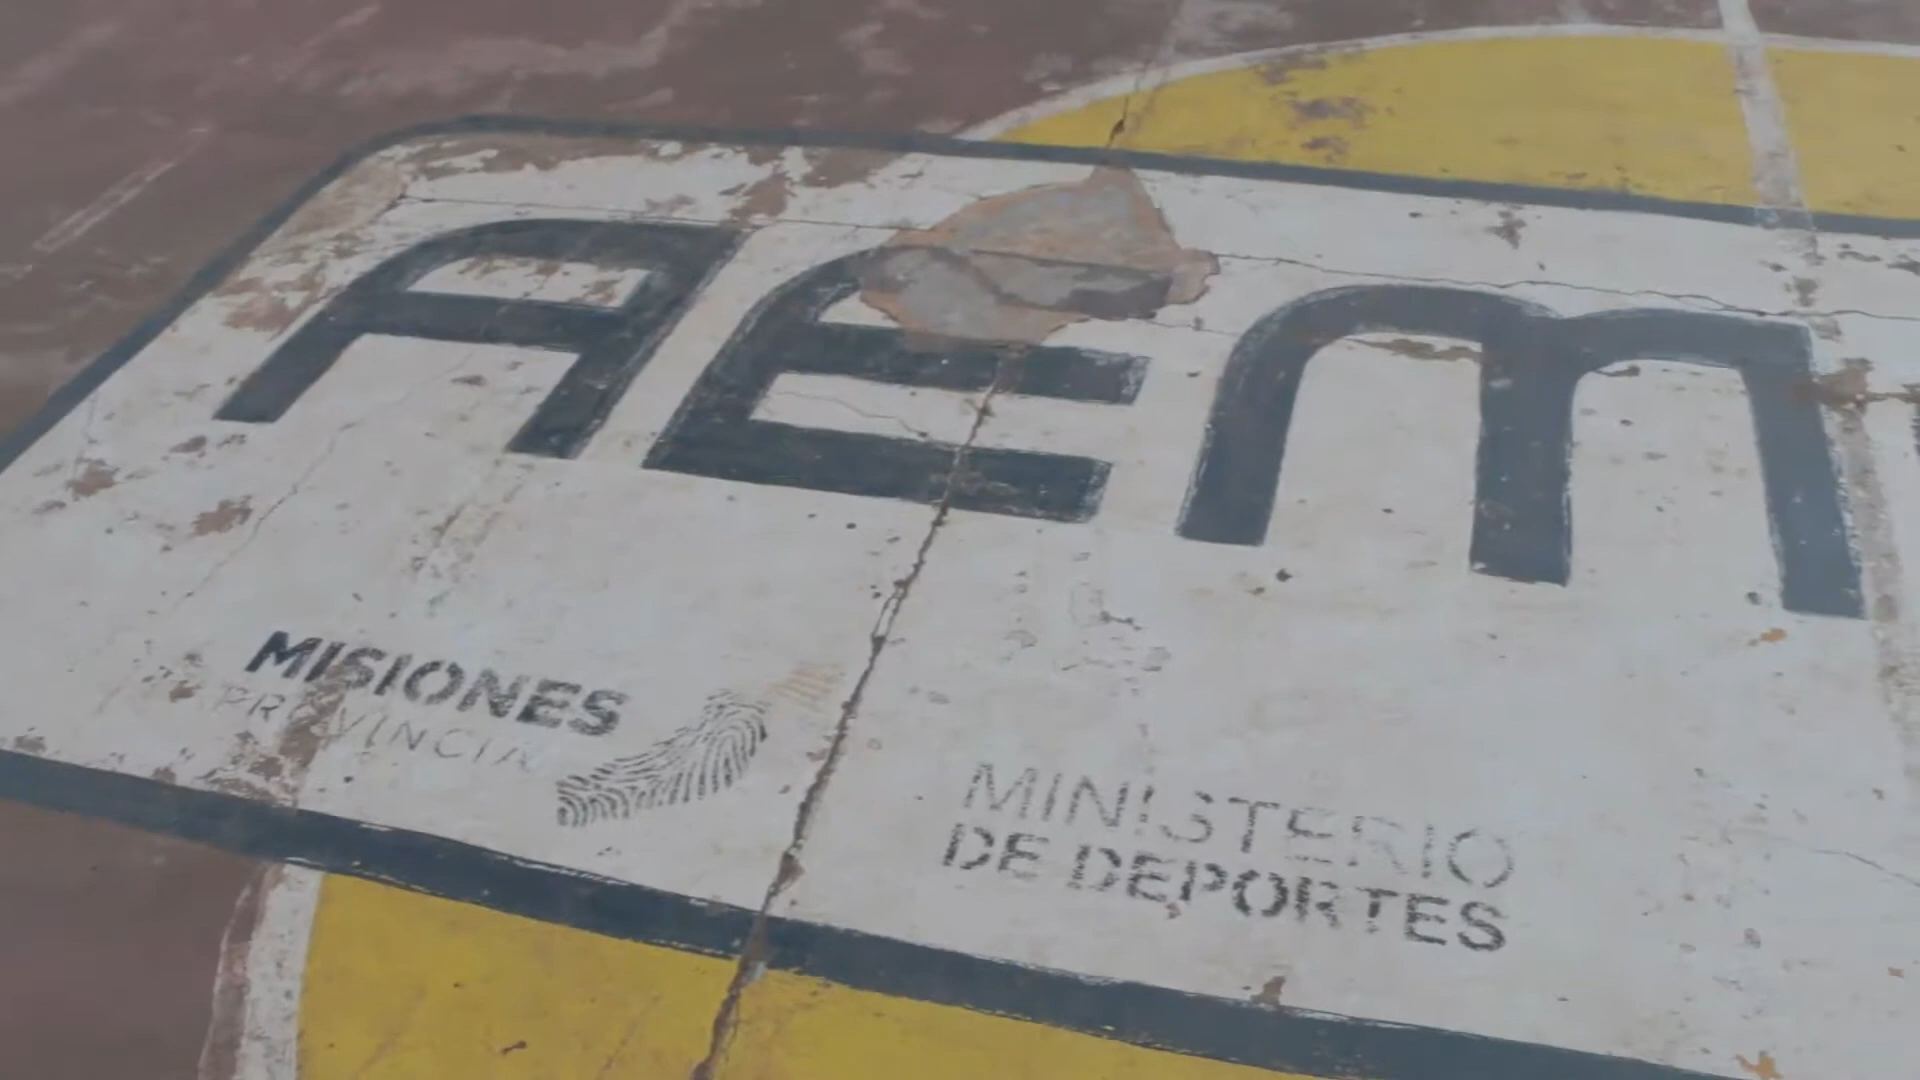 AEM
MISIONES
PROVINCIA
MINISTERIO
DE DEPORTES